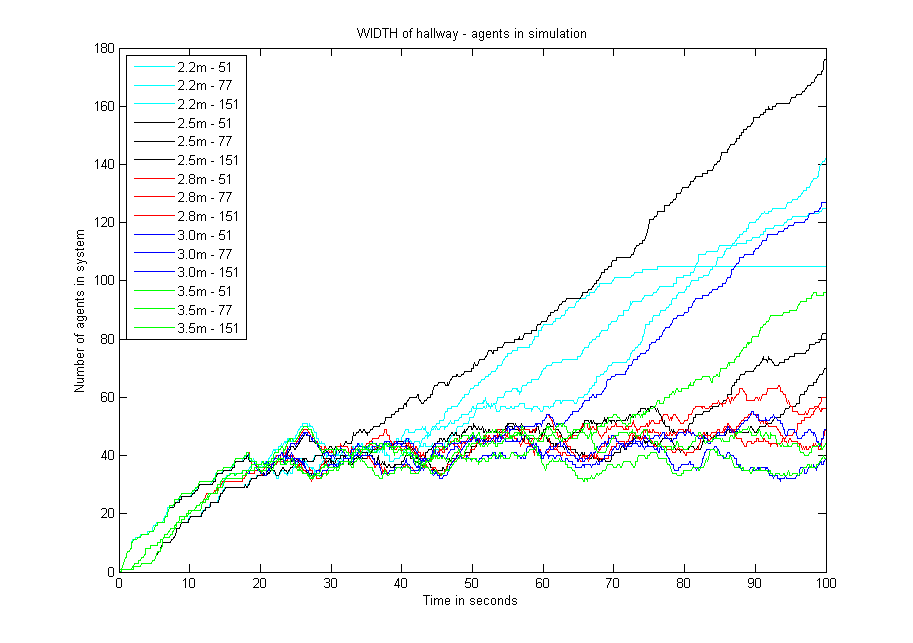 WIDTH of hallway - agents in simulation
180
160
140
120
100
80
60
40
20
0
Number of agents in system
2.2m - 51
2.2m - 77
2.2m - 151
2.5m - 51
2.5m - 77
2.5m - 151
2.8m - 51
2.8m - 77
2.8m - 151
3.0m - 51
3.0m - 77
3.0m - 151
3.5m - 51
3.5m - 77
3.5m - 151
0 10 20 30 40 50 60 70 80 90 100
Time in seconds